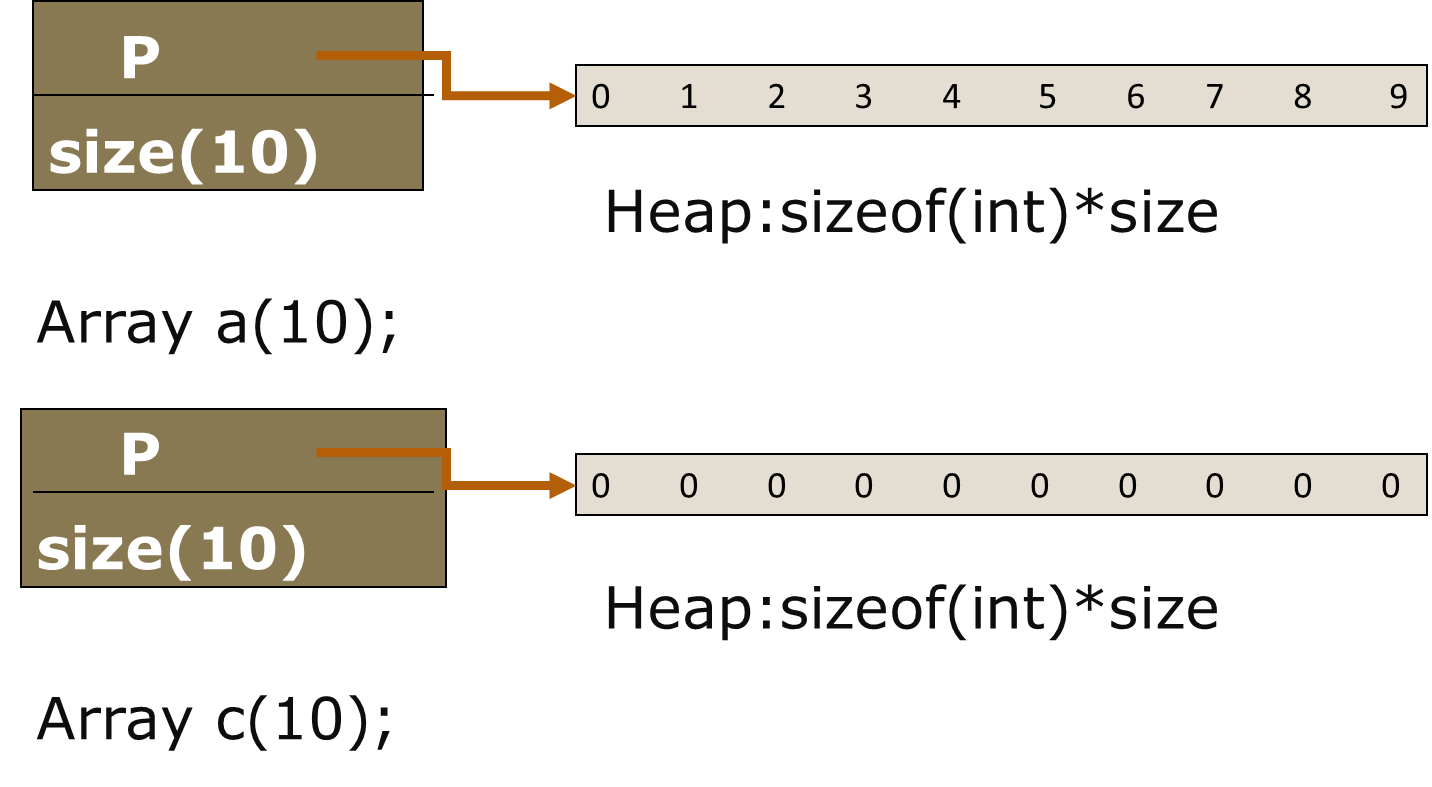 P
0 1 2 3 4 5 6 7 8 9
size(10)
Heap:sizeof(int)*size
Array a(10);
P
0 0 0 0 0 0 0 0 0 0
size(10)
Heap:sizeof(int)*size
Array c(10);